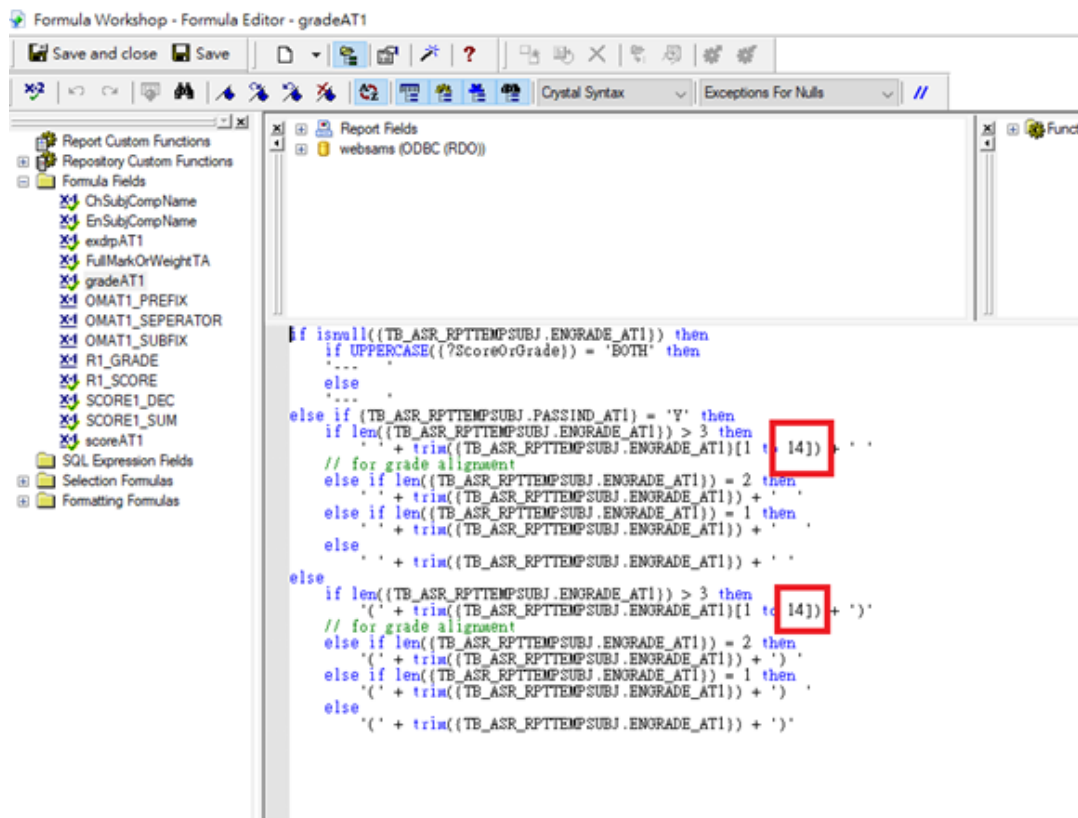 Formula Workshop - Formula Editor - gradeAT1
Save and close Save
Crystal Syntax Exceptions For Nulls //
Report Custom Functions
Repository Custom Functions
Formula Fields
ChSubjCompName
EnSubjCompName
exdrpAT1
FullMarkOrWeightTA
gradeAT1
OMAT1_PREFIX
OMAT1_SEPERATOR
OMAT1_SUBFIX
R1_GRADE
R1_SCORE
SCORE1_DEC
SCORE1_SUM
scoreAT1
SQL Expression Fields
Selection Formulas
Formatting Formulas
Report Fields
websams (ODBC (RDO))
Funct
if isnull({TB_ASR_RPTTEMPSUBJ.ENGRADE_AT1}) then
if UPPERCASE({?ScoreOrGrade}) = 'BOTH' then
'---   '
else
'---   '
else if {TB_ASR_RPTTEMPSUBJ.PASSIND_AT1} = 'Y' then
if len({TB_ASR_RPTTEMPSUBJ.ENGRADE_AT1}) > 3 then
' ' + trim({TB_ASR_RPTTEMPSUBJ.ENGRADE_AT1}[1 to 14]) + ' '
// for grade alignment
else if len({TB_ASR_RPTTEMPSUBJ.ENGRADE_AT1}) = 2 then
' ' + trim({TB_ASR_RPTTEMPSUBJ.ENGRADE_AT1}) + '  '
else if len({TB_ASR_RPTTEMPSUBJ.ENGRADE_AT1}) = 1 then
' ' + trim({TB_ASR_RPTTEMPSUBJ.ENGRADE_AT1}) + '   '
else
' ' + trim({TB_ASR_RPTTEMPSUBJ.ENGRADE_AT1}) + ' '
else
if len({TB_ASR_RPTTEMPSUBJ.ENGRADE_AT1}) > 3 then
'(' + trim({TB_ASR_RPTTEMPSUBJ.ENGRADE_AT1}[1 to 14]) + ')'
// for grade alignment
else if len({TB_ASR_RPTTEMPSUBJ.ENGRADE_AT1}) = 2 then
'(' + trim({TB_ASR_RPTTEMPSUBJ.ENGRADE_AT1}) + ') '
else if len({TB_ASR_RPTTEMPSUBJ.ENGRADE_AT1}) = 1 then
'(' + trim({TB_ASR_RPTTEMPSUBJ.ENGRADE_AT1}) + ')  '
else
'(' + trim({TB_ASR_RPTTEMPSUBJ.ENGRADE_AT1}) + ')'